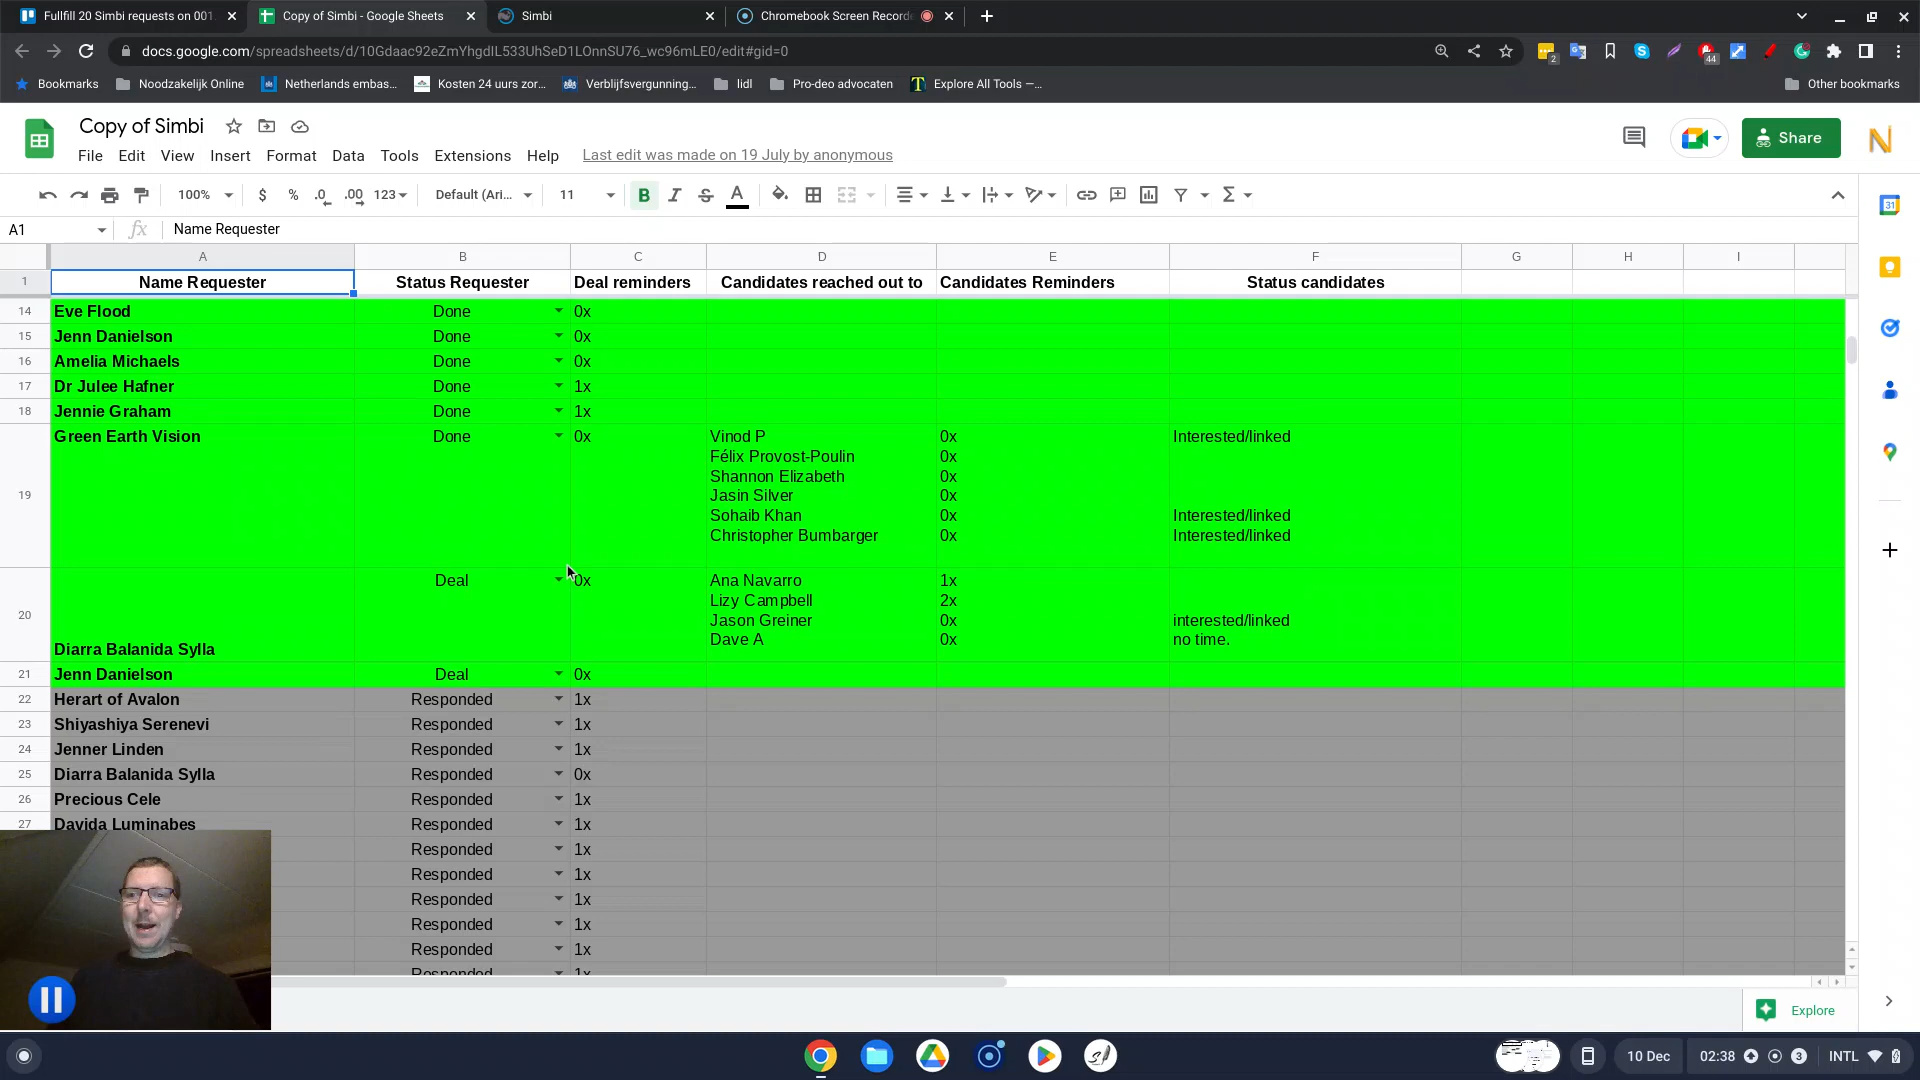 Fullfill 20 Simbi requests on 001
Copy of Simbi - Google Sheets
Simbi
Chromebook Screen Recorde
docs.google.com/spreadsheets/d/10Gdaac92eZmYhgdIL533UhSeD1LOnnSU76_wc96mLE0/edit#gid=0
2
44
Bookmarks
Noodzakelijk Online
Netherlands embas...
Kosten 24 uurs zor...
Verblijfsvergunning...
lidl
Pro-deo advocaten
Explore All Tools —...
Other bookmarks
Copy of Simbi
File Edit View Insert Format Data Tools Extensions Help
Last edit was made on 19 July by anonymous
Share
100%
$ % .0 .00 123
Default (Ari...
11
B I S A
31
A1
fx
Name Requester
A B C D E F G H I
1 Name Requester Status Requester Deal reminders Candidates reached out to Candidates Reminders Status candidates
14 Eve Flood Done 0x
15 Jenn Danielson Done 0x
16 Amelia Michaels Done 0x
17 Dr Julee Hafner Done 1x
18 Jennie Graham Done 1x
19 Green Earth Vision Done 0x Vinod P 0x Interested/linked
Félix Provost-Poulin 0x
Shannon Elizabeth 0x
Jasin Silver 0x
Sohaib Khan 0x Interested/linked
Christopher Bumbarger 0x Interested/linked
20 Deal 0x Ana Navarro 1x
Lizy Campbell 2x
Jason Greiner 0x interested/linked
Dave A 0x no time.
Diarra Balanida Sylla
21 Jenn Danielson Deal 0x
22 Herart of Avalon Responded 1x
23 Shiyashiya Serenevi Responded 1x
24 Jenner Linden Responded 1x
25 Diarra Balanida Sylla Responded 0x
26 Precious Cele Responded 1x
27 Davida Luminabes Responded 1x
Responded 1x
Responded 1x
Responded 1x
Responded 1x
Responded 1x
Responded 1x
Explore
10 Dec
02:38
3
INTL